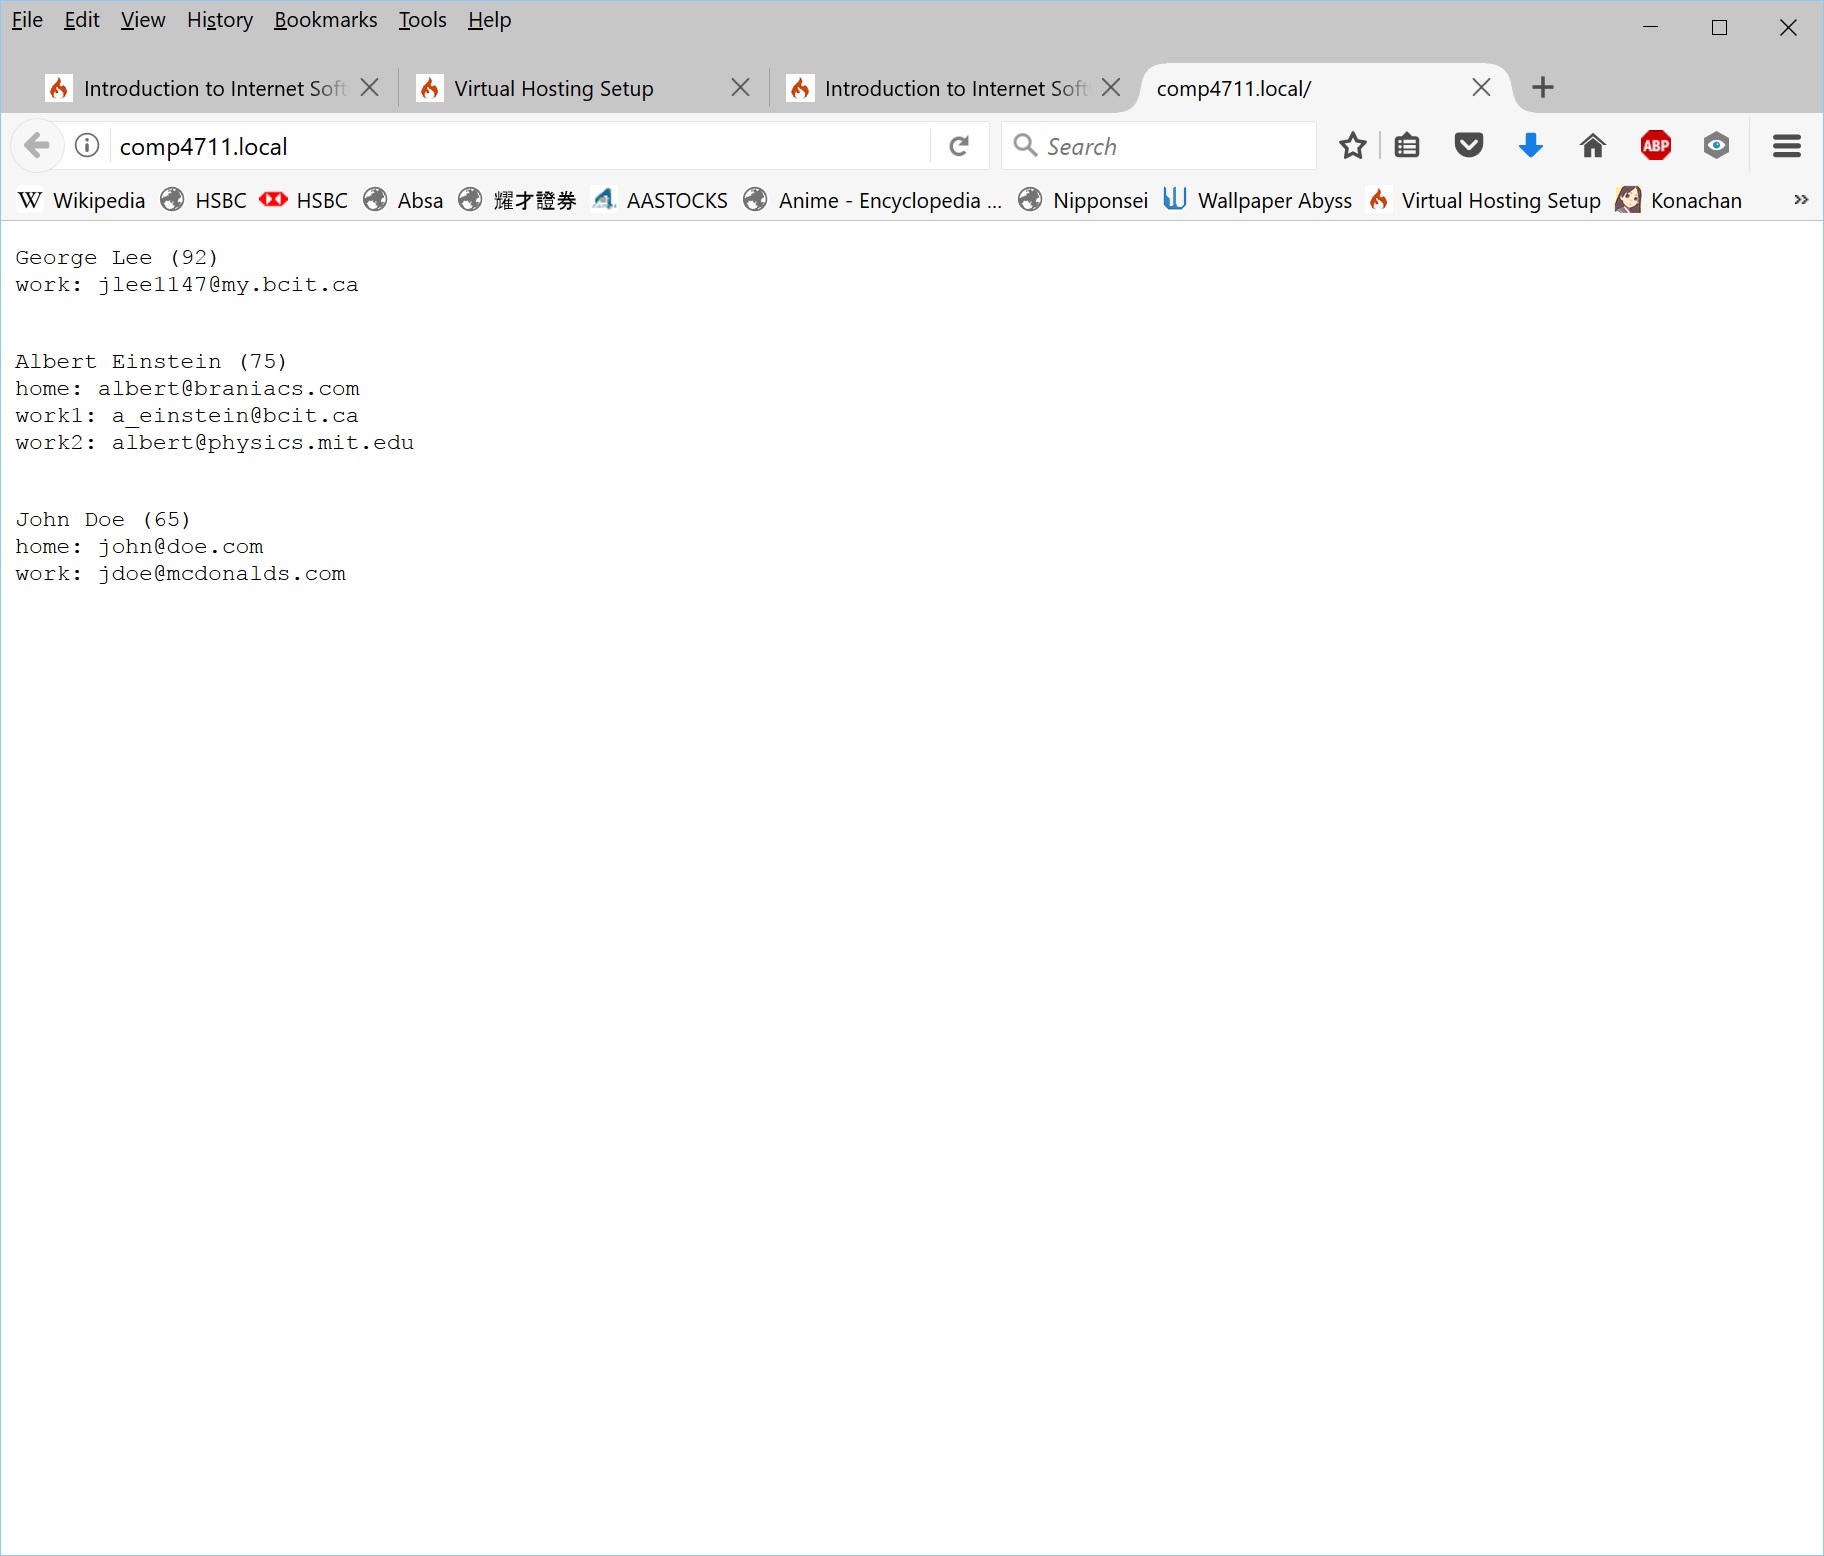 File Edit View History Bookmarks Tools Help
Introduction to Internet Soft Virtual Hosting Setup Introduction to Internet Soft comp4711.local/
comp4711.local Search ABP
W Wikipedia HSBC HSBC Absa 耀才證券 AASTOCKS Anime - Encyclopedia ... Nipponsei Wallpaper Abyss Virtual Hosting Setup Konachan »
George Lee (92)
work: jlee1147@my.bcit.ca
Albert Einstein (75)
home: albert@braniacs.com
work1: a_einstein@bcit.ca
work2: albert@physics.mit.edu
John Doe (65)
home: john@doe.com
work: jdoe@mcdonalds.com